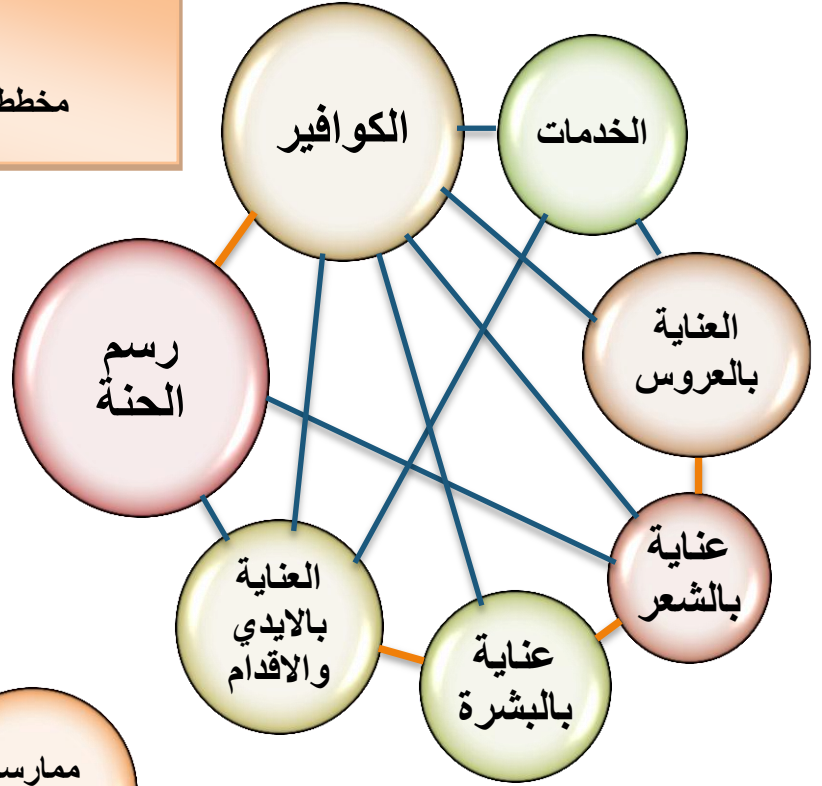 الكوافير
الخدمات
العناية
بالعروس
رسم
الحنة
عناية
بالشعر
العناية
بالايدي
والاقدام
عناية
بالبشرة